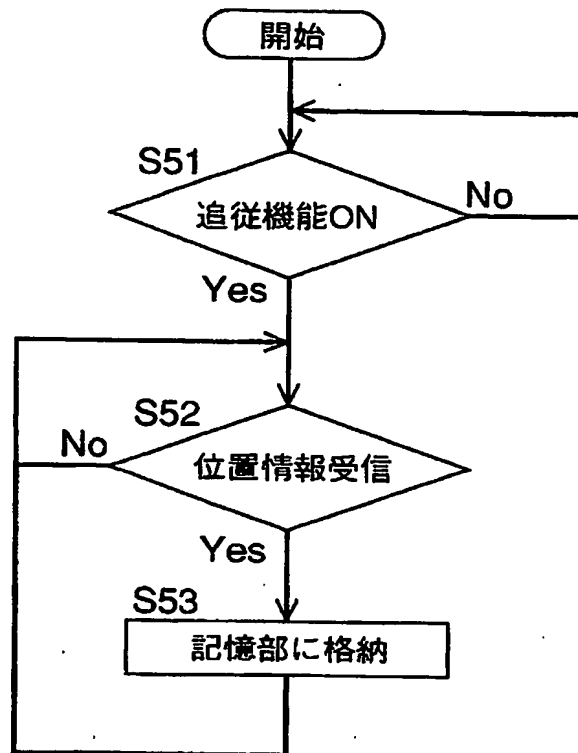 開始
S51
追従機能ON
No
Yes
S52
No
位置情報受信
Yes
S53
記憶部に格納